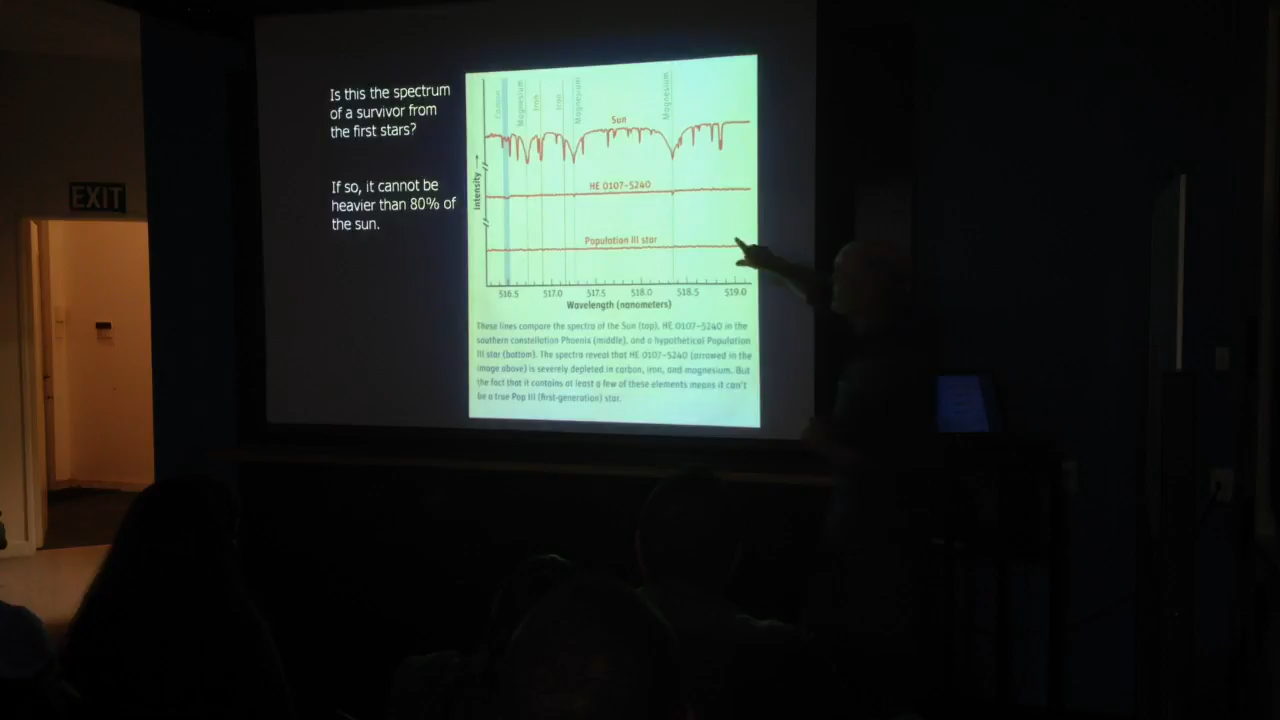 Is this the spectrum
of a survivor from
the first stars?
If so, it cannot be
heavier than 80% of
the sun.
EXIT
Carbon
Magnesium
Iron
Iron
Magnesium
Magnesium
Sun
HE 0107–5240
Population III star
Intensity
516.5 517.0 517.5 518.0 518.5 519.0
Wavelength (nanometers)
These lines compare the spectra of the Sun (top), HE 0107–5240 in the
southern constellation Phoenix (middle), and a hypothetical Population
III star (bottom). The spectra reveal that HE 0107–5240 (arrowed in the
image above) is severely depleted in carbon, iron, and magnesium. But
the fact that it contains at least a few of these elements means it can't
be a true Pop III (first-generation) star.